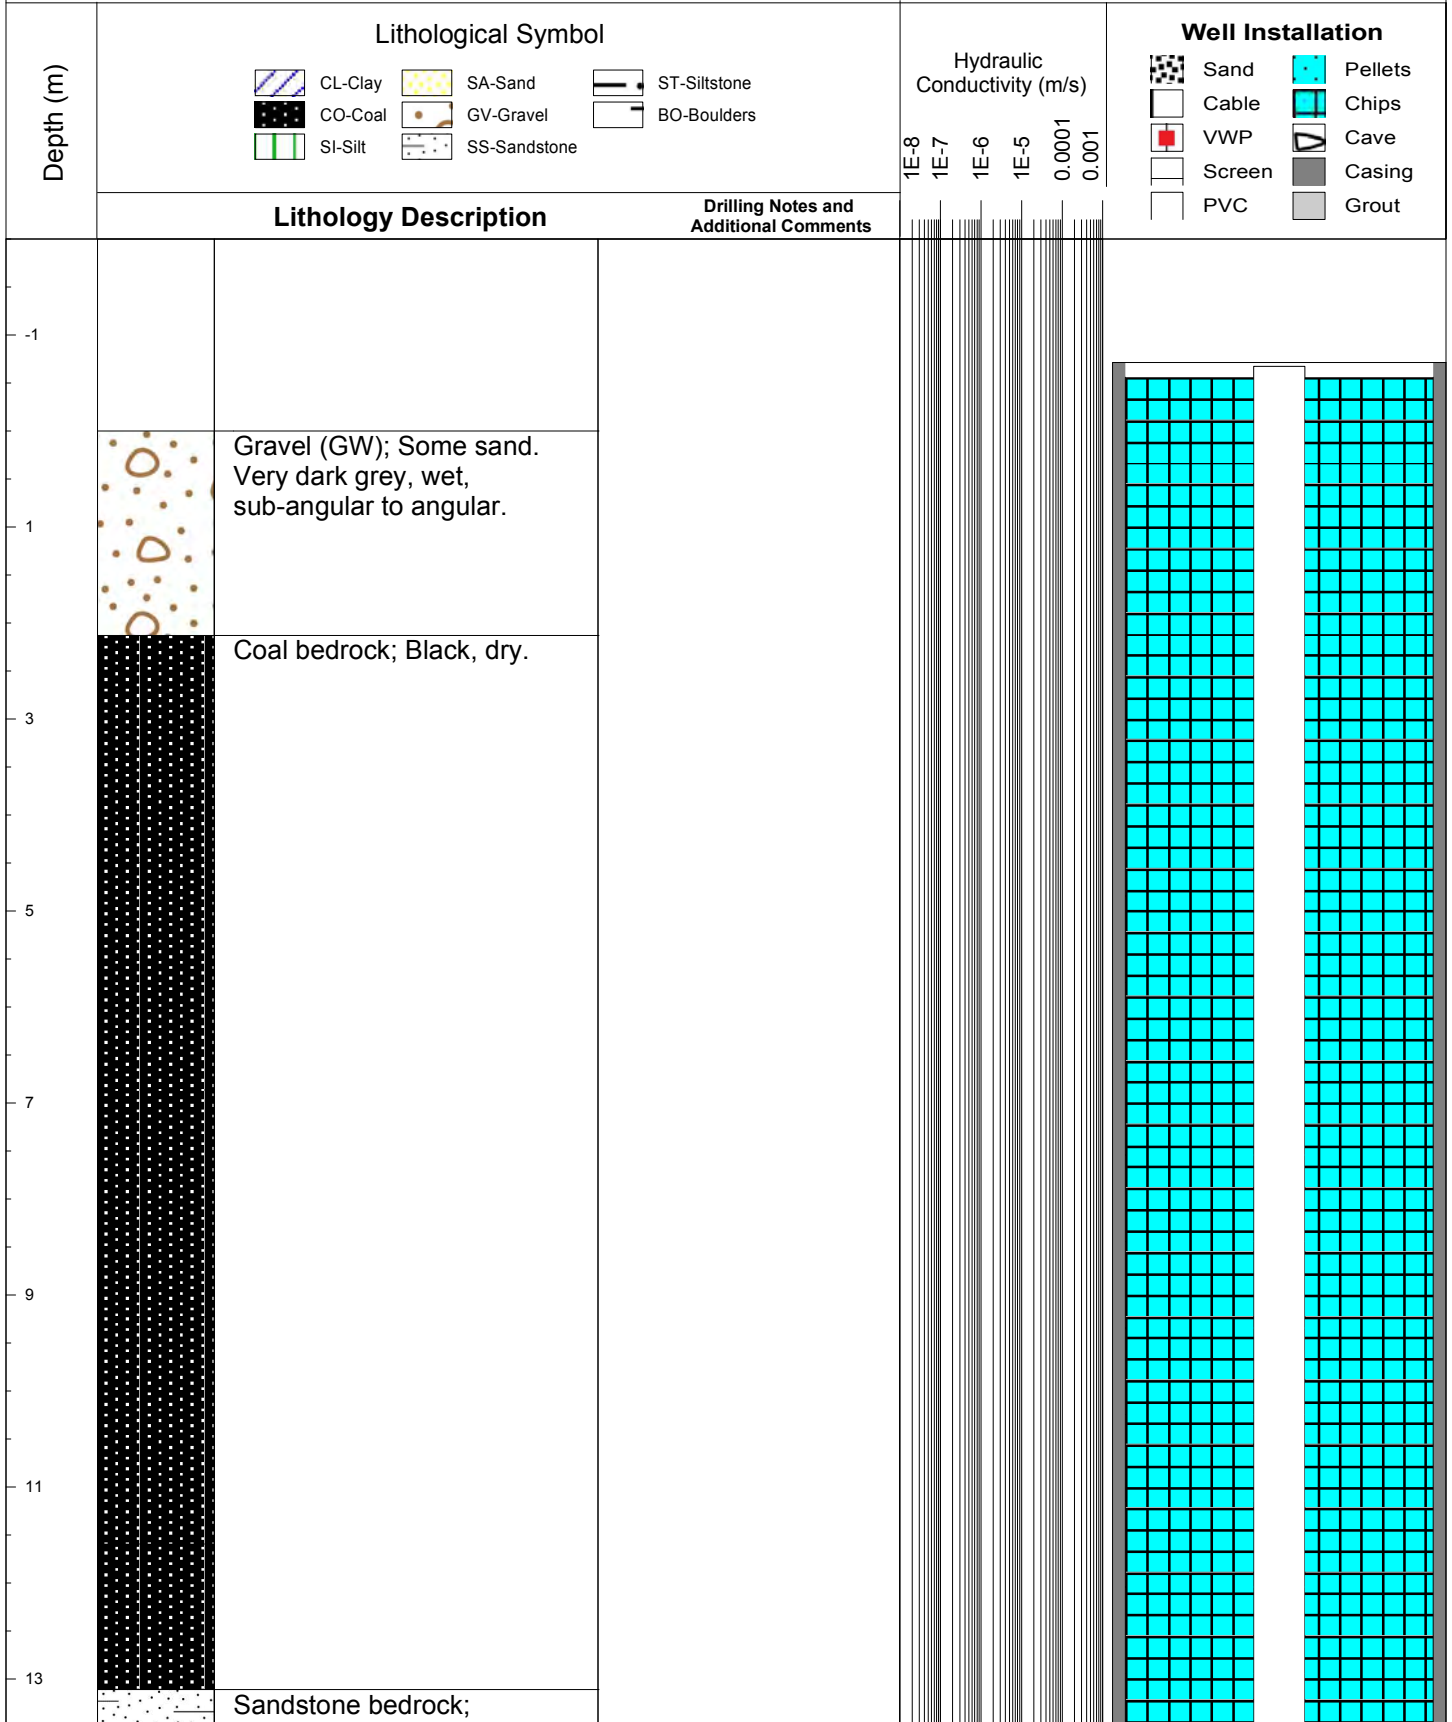 Depth (m)
Lithological Symbol
CL-Clay
SA-Sand
ST-Siltstone
CO-Coal
GV-Gravel
BO-Boulders
SI-Silt
SS-Sandstone
Lithology Description
Drilling Notes and
Additional Comments
Hydraulic
Conductivity (m/s)
1E-8
1E-7
1E-6
1E-5
0.0001
0.001
Well Installation
Sand
Pellets
Cable
Chips
VWP
Cave
Screen
Casing
PVC
Grout
-1
Gravel (GW); Some sand.
Very dark grey, wet,
sub-angular to angular.
1
Coal bedrock; Black, dry.
3
5
7
9
11
13
Sandstone bedrock;